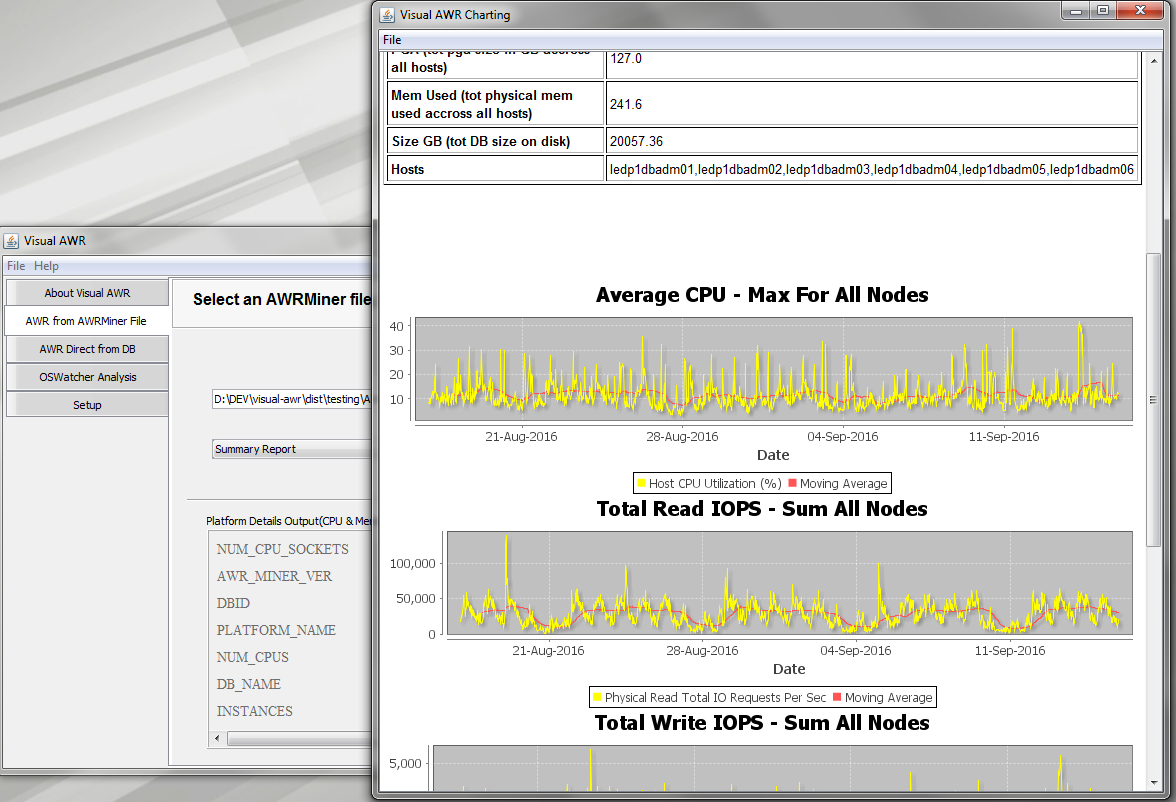 Visual AWR Charting
File
all hosts)
127.0
Mem Used (tot physical mem
used accross all hosts)
241.6
Size GB (tot DB size on disk)
20057.36
Hosts
ledp1dbadm01,ledp1dbadm02,ledp1dbadm03,ledp1dbadm04,ledp1dbadm05,ledp1dbadm06
Average CPU - Max For All Nodes
40
30
20
10
21-Aug-2016 28-Aug-2016 04-Sep-2016 11-Sep-2016
Date
Host CPU Utilization (%) Moving Average
Total Read IOPS - Sum All Nodes
100,000
50,000
0
21-Aug-2016 28-Aug-2016 04-Sep-2016 11-Sep-2016
Date
Physical Read Total IO Requests Per Sec Moving Average
Total Write IOPS - Sum All Nodes
5,000
Visual AWR
File Help
About Visual AWR
AWR from AWRMiner File
AWR Direct from DB
OSWatcher Analysis
Setup
Select an AWRMiner file
D:\DEV\visual-awr\dist\testing\A
Summary Report
Platform Details Output(CPU & Me
NUM_CPU_SOCKETS
AWR_MINER_VER
DBID
PLATFORM_NAME
NUM_CPUS
DB_NAME
INSTANCES